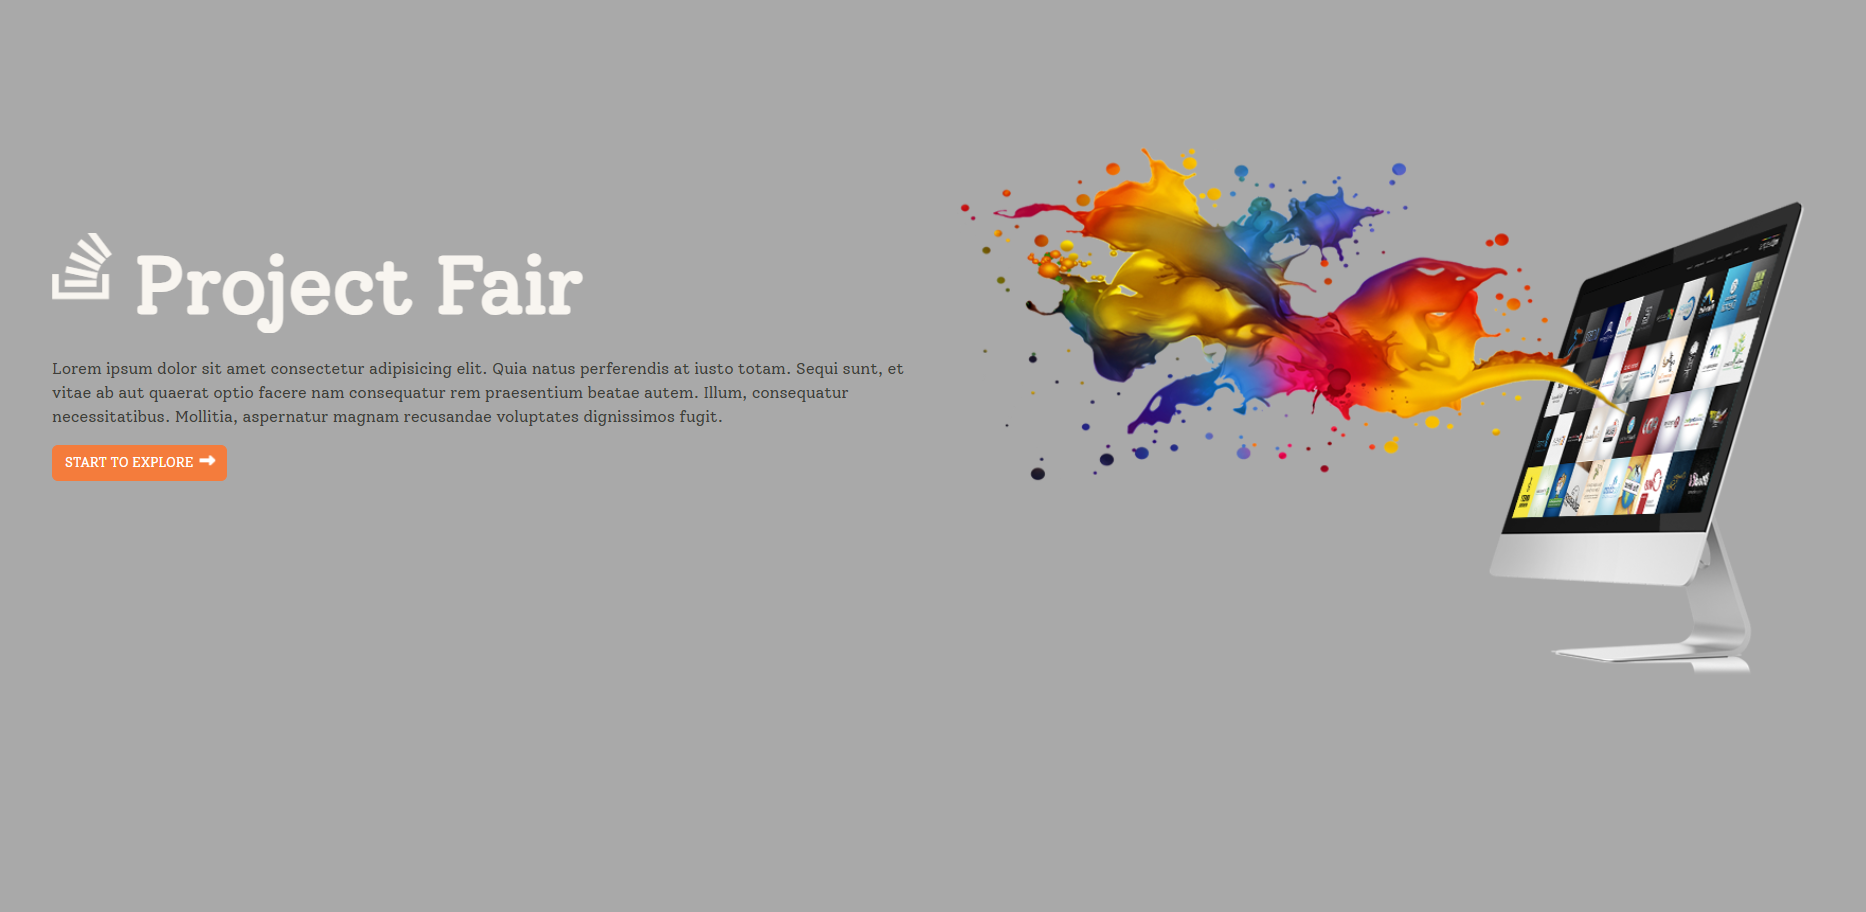 Project Fair
Lorem ipsum dolor sit amet consectetur adipisicing elit. Quia natus perferendis at iusto totam. Sequi sunt, et
vitae ab aut quaerat optio facere nam consequatur rem praesentium beatae autem. Illum, consequatur
necessitatibus. Mollitia, aspernatur magnam recusandae voluptates dignissimos fugit.
START TO EXPLORE